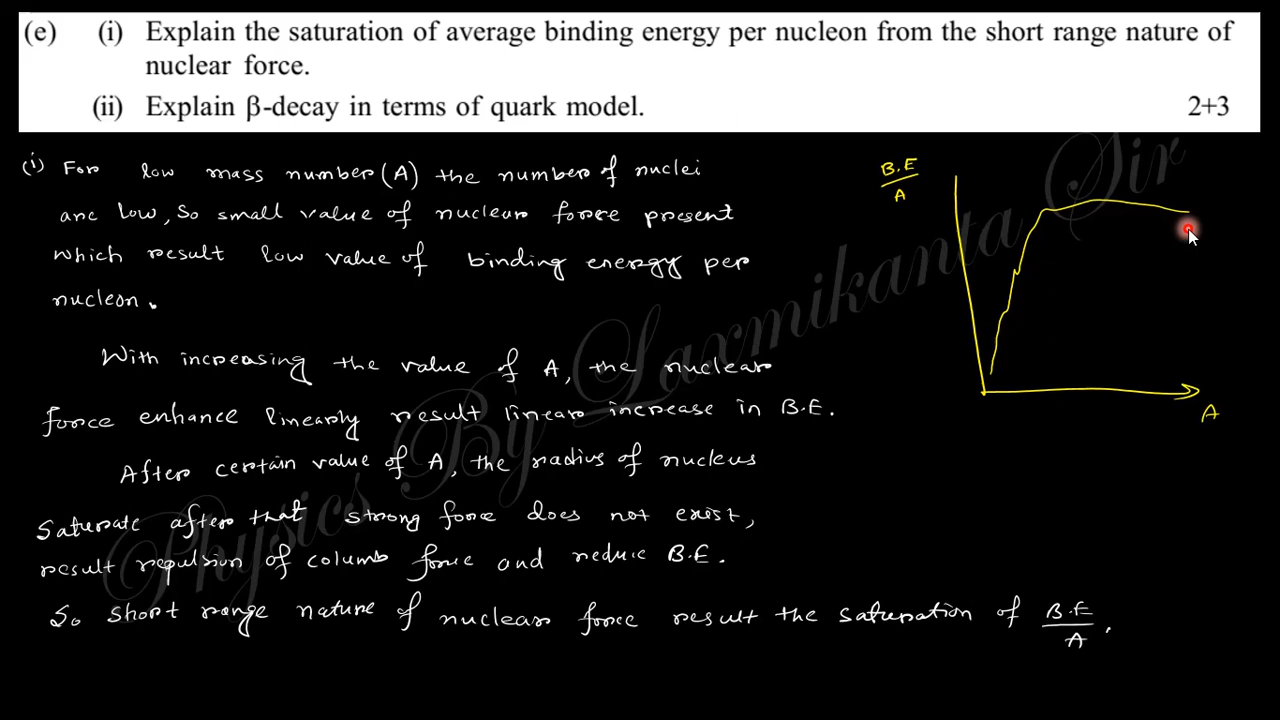 (e) (i) Explain the saturation of average binding energy per nucleon from the short range nature of
nuclear force.
(ii) Explain β-decay in terms of quark model. 2+3
(i) For low mass number (A) the number of nuclei
are low, So small value of nuclear force present
which result low value of binding energy per
nucleon.
With increasing the value of A, the nuclear
force enhance linearly result linear increase in B.E.
After certain value of A, the radius of nucleus
Saturate after that strong force does not exist,
result repulsion of columb force and reduce B.E.
So short range nature of nuclear force result the saturation of B.E/A.
B.E
A
A
Physics By Laxmikanta Sir